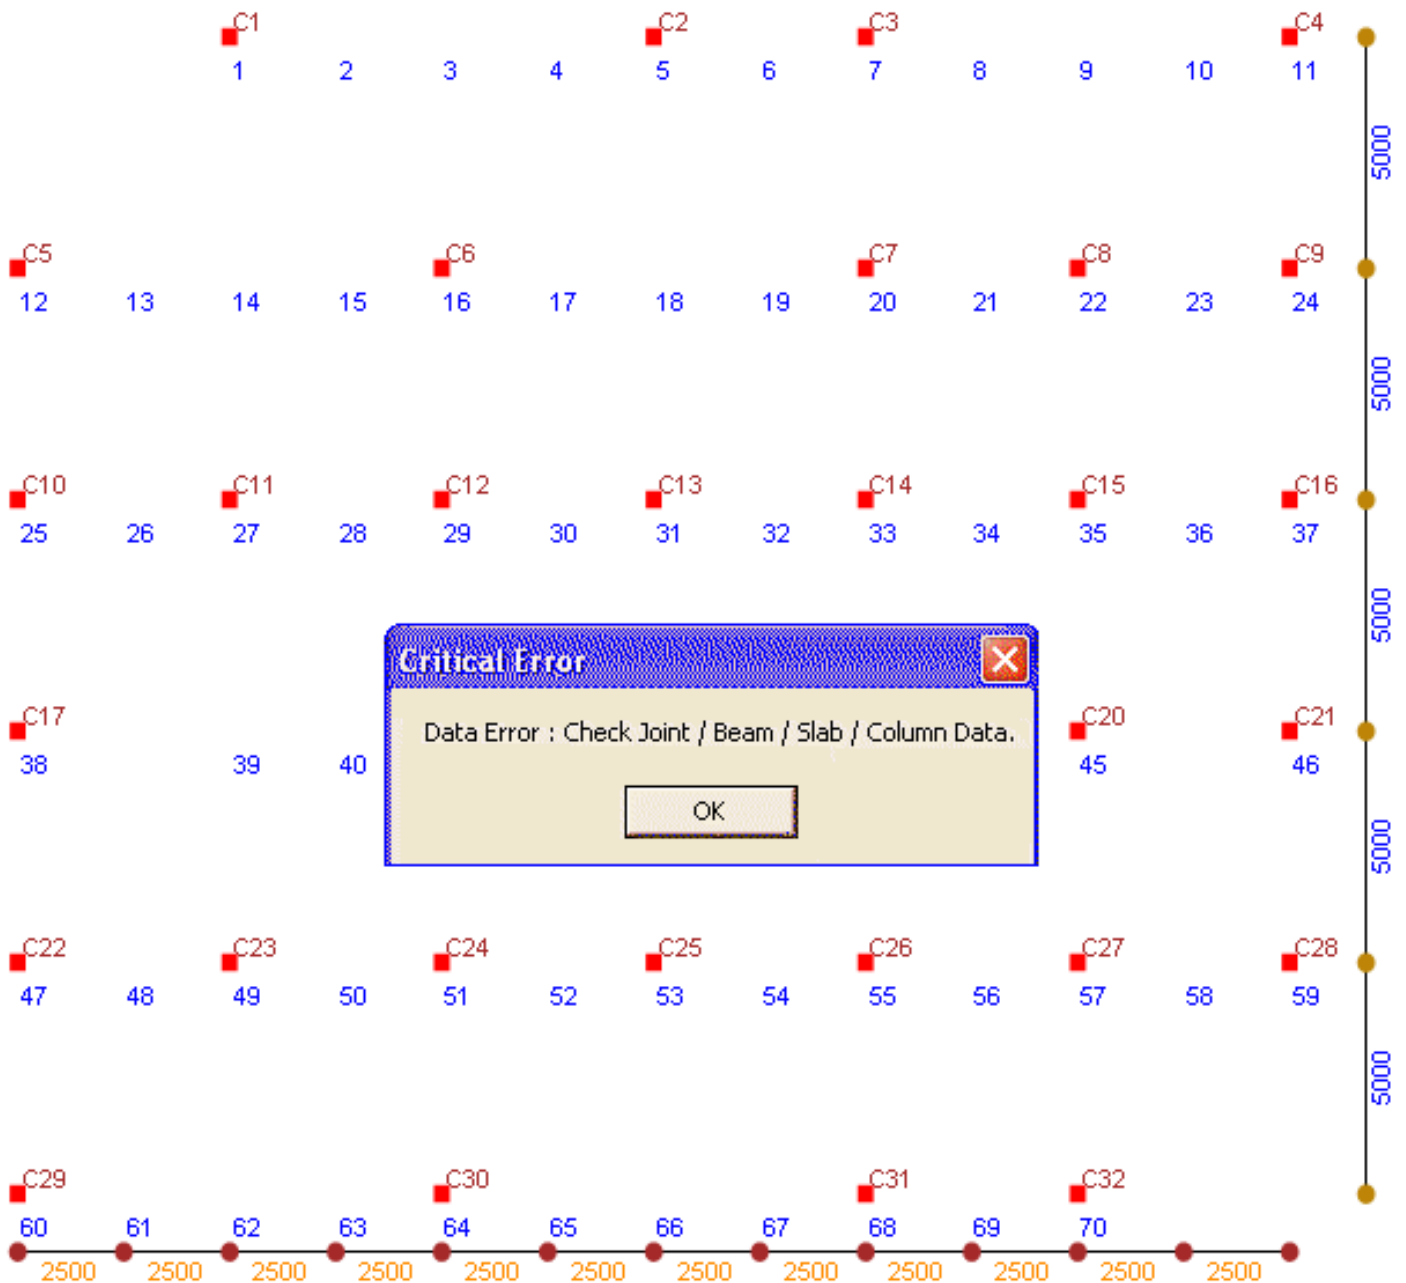 C1 C2 C3 C4
1 2 3 4 5 6 7 8 9 10 11
5000
C5 C6 C7 C8 C9
12 13 14 15 16 17 18 19 20 21 22 23 24
5000
C10 C11 C12 C13 C14 C15 C16
25 26 27 28 29 30 31 32 33 34 35 36 37
5000
Critical Error
C17 C20 C21
Data Error : Check Joint / Beam / Slab / Column Data.
38 39 40 45 46
OK
5000
C22 C23 C24 C25 C26 C27 C28
47 48 49 50 51 52 53 54 55 56 57 58 59
5000
C29 C30 C31 C32
60 61 62 63 64 65 66 67 68 69 70
2500 2500 2500 2500 2500 2500 2500 2500 2500 2500 2500 2500